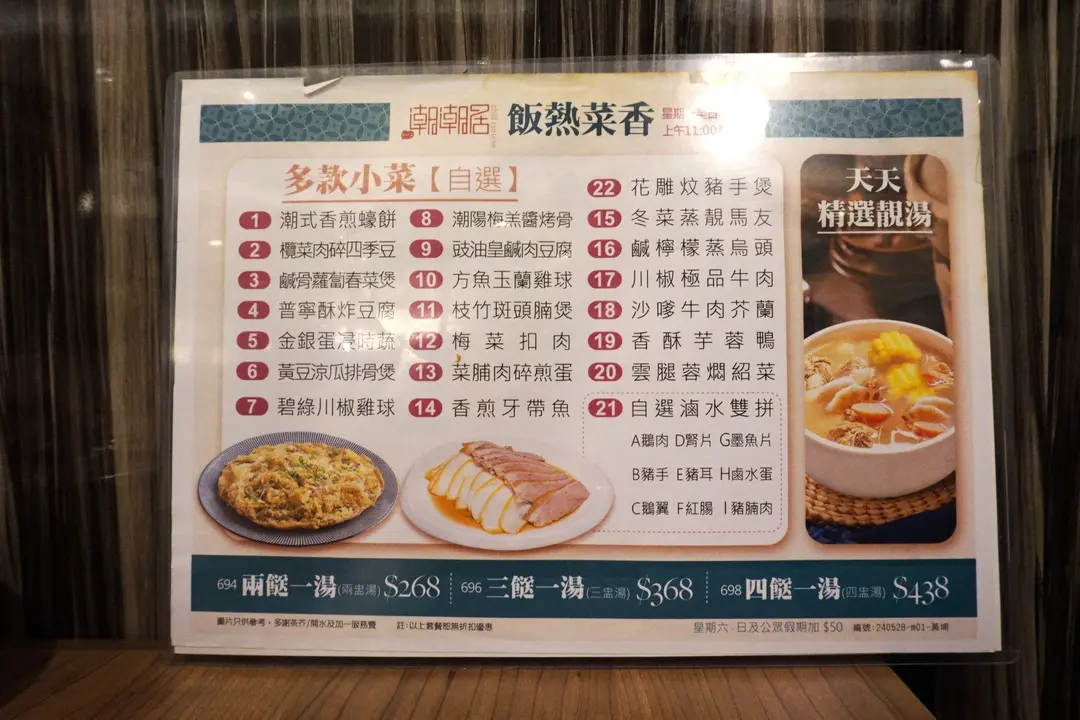 潮潮居 飯熱菜香 星期
上午11:00
多款小菜【自選】
1 潮式香煎蠔餅
2 欖菜肉碎四季豆
3 鹹骨蘿蔔春菜煲
4 普寧酥炸豆腐
5 金銀蛋浸時蔬
6 黃豆涼瓜排骨煲
7 碧綠川椒雞球
8 潮陽梅羔醬烤骨
9 豉油皇鹹肉豆腐
10 方魚玉蘭雞球
11 枝竹斑頭腩煲
12 梅菜扣肉
13 菜脯肉碎煎蛋
14 香煎牙帶魚
22 花雕炆豬手煲
15 冬菜蒸靚馬友
16 鹹檸檬蒸烏頭
17 川椒極品牛肉
18 沙嗲牛肉芥蘭
19 香酥芋蓉鴨
20 雲腿蓉燜紹菜
21 自選滷水雙拼
A鵝肉 D腎片 G墨魚片
B豬手 E豬耳 H鹵水蛋
C鵝翼 F紅腸 I豬腩肉
天天
精選靚湯
694 兩餸一湯(兩盅湯) $268
696 三餸一湯(三盅湯) $368
698 四餸一湯(四盅湯) $438
圖片只供參考，多謝茶芥/開水及加一服務費 註:以上套餐恕無折扣優惠
星期六、日及公眾假期加 $50 編號:240528-m01-黃埔